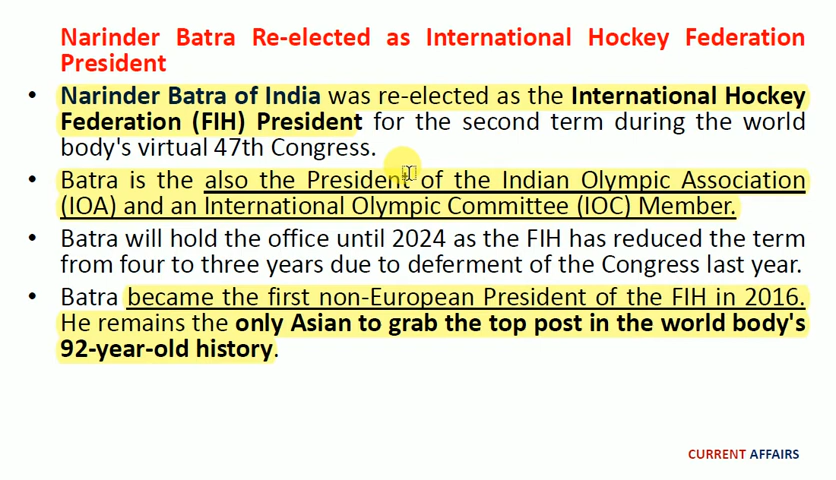 Narinder Batra Re-elected as International Hockey Federation
President
• Narinder Batra of India was re-elected as the International Hockey
Federation (FIH) President for the second term during the world
body's virtual 47th Congress.
• Batra is the also the President of the Indian Olympic Association
(IOA) and an International Olympic Committee (IOC) Member.
• Batra will hold the office until 2024 as the FIH has reduced the term
from four to three years due to deferment of the Congress last year.
• Batra became the first non-European President of the FIH in 2016.
He remains the only Asian to grab the top post in the world body's
92-year-old history.
CURRENT AFFAIRS